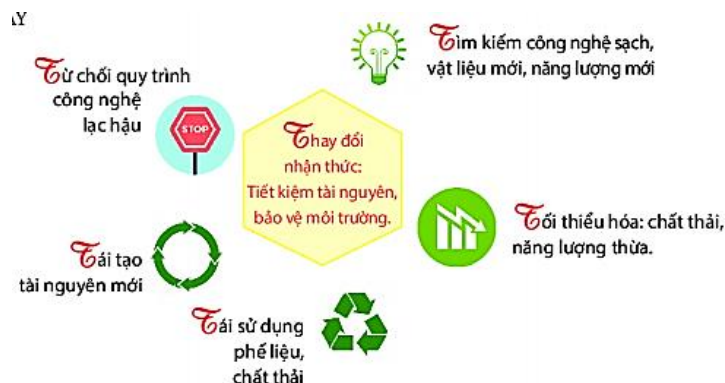 Tìm kiếm công nghệ sạch,
vật liệu mới, năng lượng mới
Từ chối quy trình
công nghệ
lạc hậu
STOP
Thay đổi
nhận thức:
Tiết kiệm tài nguyên,
bảo vệ môi trường.
Tối thiểu hóa: chất thải,
năng lượng thừa.
Tái tạo
tài nguyên mới
Tái sử dụng
phế liệu,
chất thải